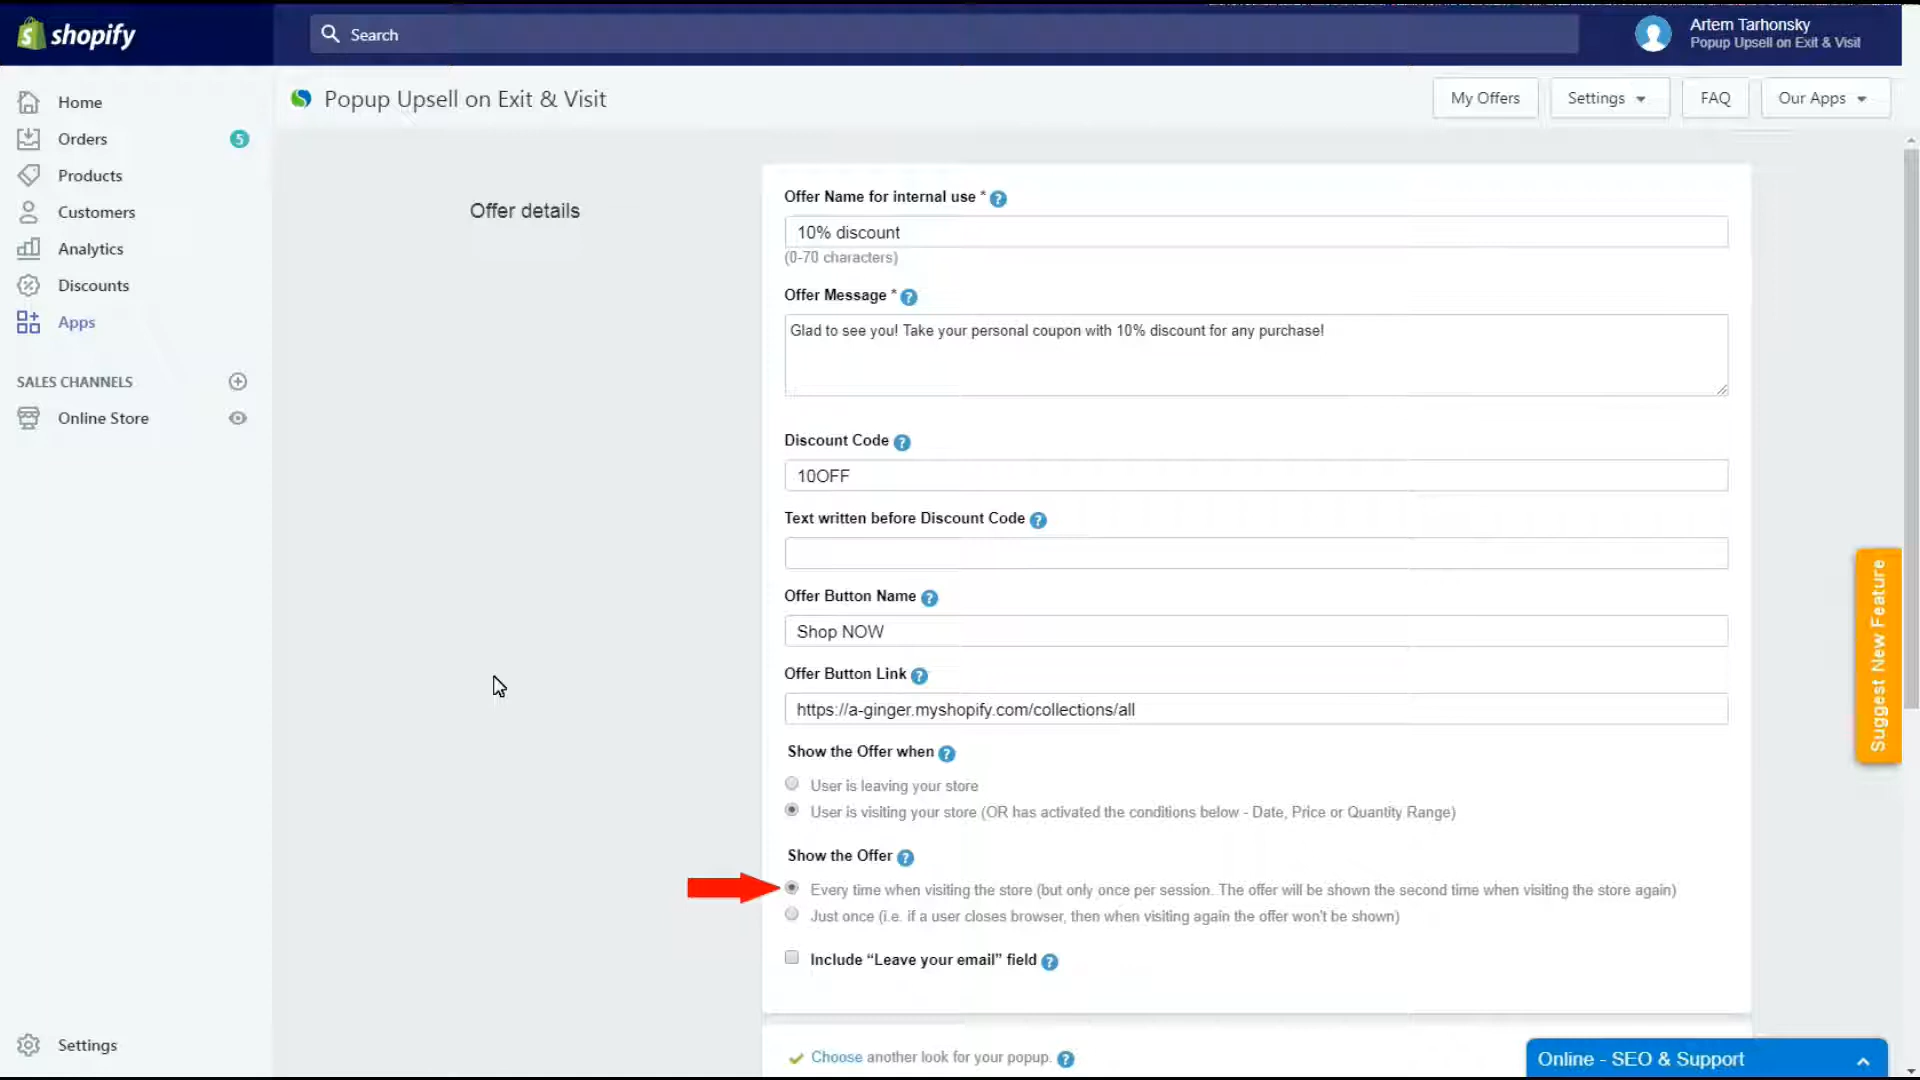 shopify
Search
Artem Tarhonsky
Popup Upsell on Exit & Visit
Home
Orders
5
Products
Customers
Analytics
Discounts
Apps
SALES CHANNELS
Online Store
Settings
Popup Upsell on Exit & Visit
My Offers
Settings
FAQ
Our Apps
Offer details
Offer Name for internal use * ?
10% discount
(0-70 characters)
Offer Message * ?
Glad to see you! Take your personal coupon with 10% discount for any purchase!
Discount Code ?
10OFF
Text written before Discount Code ?
Offer Button Name ?
Shop NOW
Offer Button Link ?
https://a-ginger.myshopify.com/collections/all
Show the Offer when ?
User is leaving your store
User is visiting your store (OR has activated the conditions below - Date, Price or Quantity Range)
Show the Offer ?
Every time when visiting the store (but only once per session. The offer will be shown the second time when visiting the store again)
Just once (i.e. if a user closes browser, then when visiting again the offer won't be shown)
Include “Leave your email” field ?
Choose another look for your popup. ?
Suggest New Feature
Online - SEO & Support